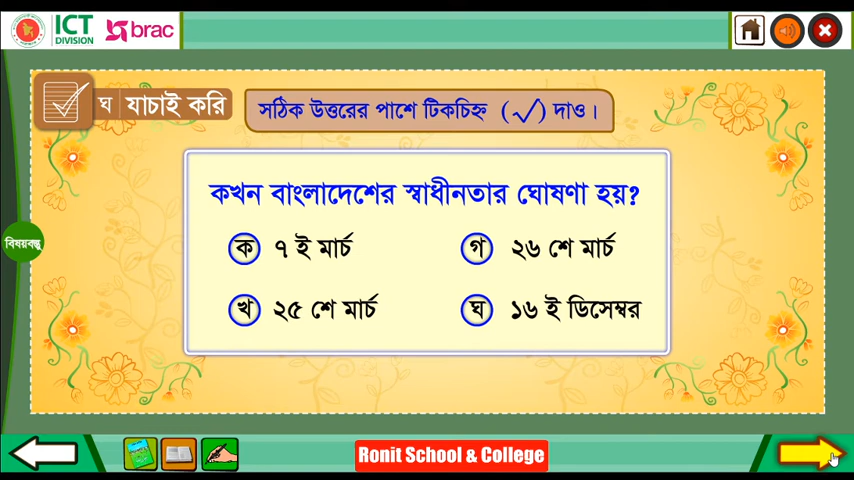 ICT
DIVISION
brac
ঘ যাচাই করি
সঠিক উত্তরের পাশে টিকচিহ্ন (✓) দাও।
কখন বাংলাদেশের স্বাধীনতার ঘোষণা হয়?
ক ৭ ই মার্চ
গ ২৬ শে মার্চ
খ ২৫ শে মার্চ
ঘ ১৬ ই ডিসেম্বর
বিষয়বস্তু
Ronit School & College